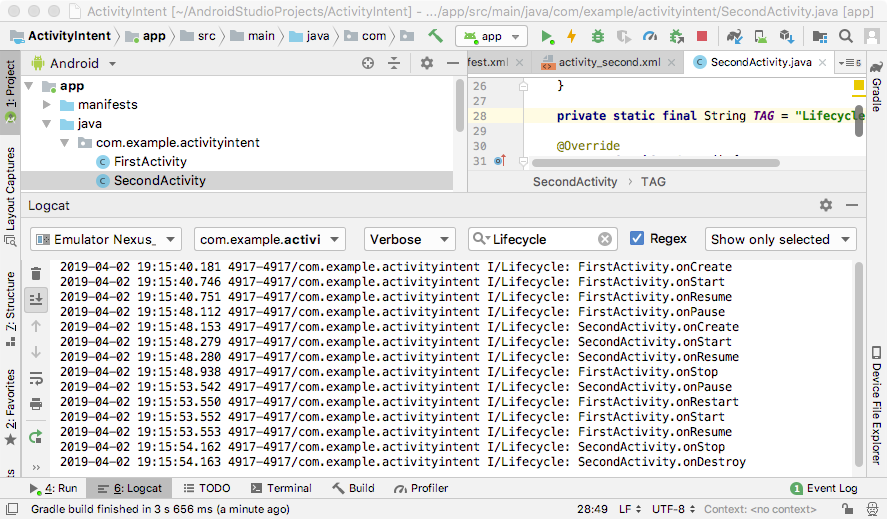 ActivityIntent [~/AndroidStudioProjects/ActivityIntent] - .../app/src/main/java/com/example/activityintent/SecondActivity.java [app]
ActivityIntent app src main java com app
1: Project
Layout Captures
7: Structure
2: Favorites
Android
app
manifests
java
com.example.activityintent
FirstActivity
SecondActivity
fest.xml activity_second.xml SecondActivity.java 5
26 }
27
28 private static final String TAG = "Lifecycle
29
30 @Override
31
SecondActivity TAG
Gradle
Device File Explorer
Logcat
Emulator Nexus_ com.example.activi Verbose Lifecycle Regex Show only selected
2019-04-02 19:15:40.181 4917-4917/com.example.activityintent I/Lifecycle: FirstActivity.onCreate
2019-04-02 19:15:40.746 4917-4917/com.example.activityintent I/Lifecycle: FirstActivity.onStart
2019-04-02 19:15:40.751 4917-4917/com.example.activityintent I/Lifecycle: FirstActivity.onResume
2019-04-02 19:15:48.112 4917-4917/com.example.activityintent I/Lifecycle: FirstActivity.onPause
2019-04-02 19:15:48.153 4917-4917/com.example.activityintent I/Lifecycle: SecondActivity.onCreate
2019-04-02 19:15:48.279 4917-4917/com.example.activityintent I/Lifecycle: SecondActivity.onStart
2019-04-02 19:15:48.280 4917-4917/com.example.activityintent I/Lifecycle: SecondActivity.onResume
2019-04-02 19:15:48.938 4917-4917/com.example.activityintent I/Lifecycle: FirstActivity.onStop
2019-04-02 19:15:53.542 4917-4917/com.example.activityintent I/Lifecycle: SecondActivity.onPause
2019-04-02 19:15:53.550 4917-4917/com.example.activityintent I/Lifecycle: FirstActivity.onRestart
2019-04-02 19:15:53.552 4917-4917/com.example.activityintent I/Lifecycle: FirstActivity.onStart
2019-04-02 19:15:53.553 4917-4917/com.example.activityintent I/Lifecycle: FirstActivity.onResume
2019-04-02 19:15:54.162 4917-4917/com.example.activityintent I/Lifecycle: SecondActivity.onStop
2019-04-02 19:15:54.163 4917-4917/com.example.activityintent I/Lifecycle: SecondActivity.onDestroy
4: Run 6: Logcat TODO Terminal Build Profiler 1 Event Log
Gradle build finished in 3 s 656 ms (a minute ago) 28:49 LF UTF-8 Context: <no context>